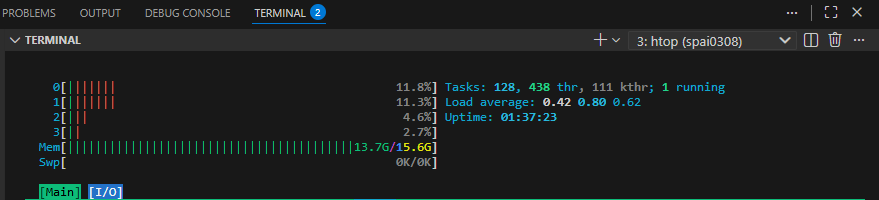 PROBLEMS OUTPUT DEBUG CONSOLE TERMINAL 2 ...
TERMINAL 3: htop (spai0308) ...
0[||||||| 11.8%] Tasks: 128, 438 thr, 111 kthr; 1 running
1[||||||| 11.3%] Load average: 0.42 0.80 0.62
2[||| 4.6%] Uptime: 01:37:23
3[|| 2.7%]
Mem[|||||||||||||||||||||||||||||||||||||||||13.7G/15.6G]
Swp[ 0K/0K]
[Main] [I/O]